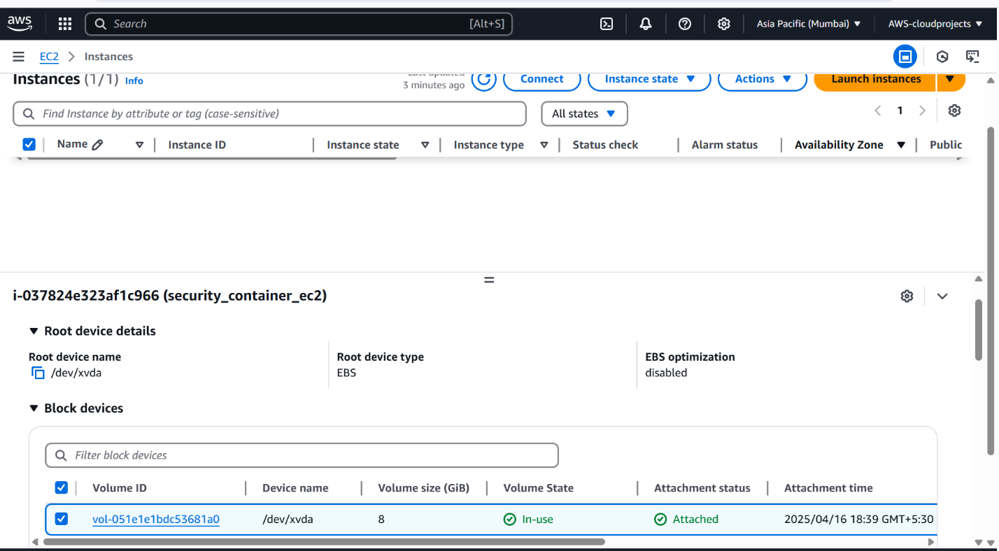 aws Search [Alt+S] Asia Pacific (Mumbai) AWS-cloudprojects
EC2 Instances
Instances (1/1) Info Last updated 3 minutes ago Connect Instance state Actions Launch instances
Find Instance by attribute or tag (case-sensitive) All states 1
Name Instance ID Instance state Instance type Status check Alarm status Availability Zone Public
i-037824e323af1c966 (security_container_ec2)
Root device details
Root device name Root device type EBS optimization
/dev/xvda EBS disabled
Block devices
Filter block devices
Volume ID Device name Volume size (GiB) Volume State Attachment status Attachment time
vol-051e1e1bdc53681a0 /dev/xvda 8 In-use Attached 2025/04/16 18:39 GMT+5:30